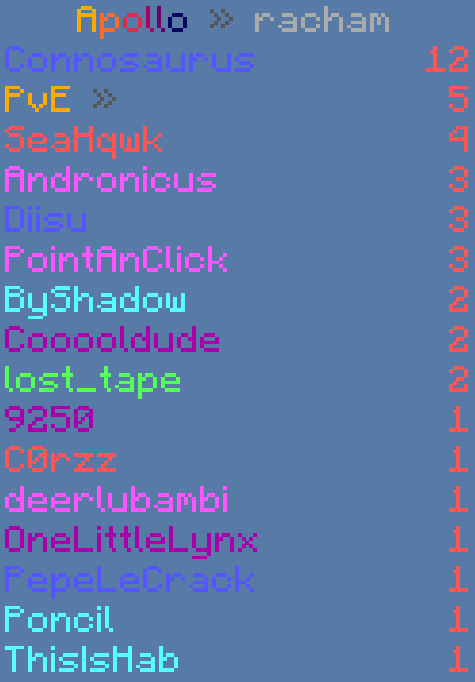 Apollo » racham
Connosaurus 12
PvE » 5
SeaHqwk 4
Andronicus 3
Diisu 3
PointAnClick 3
ByShadow 2
Cooooldude 2
lost_tape 2
9250 1
C0rzz 1
deerlubambi 1
OneLittleLynx 1
PepeLeCrack 1
Poncil 1
ThisIsHab 1